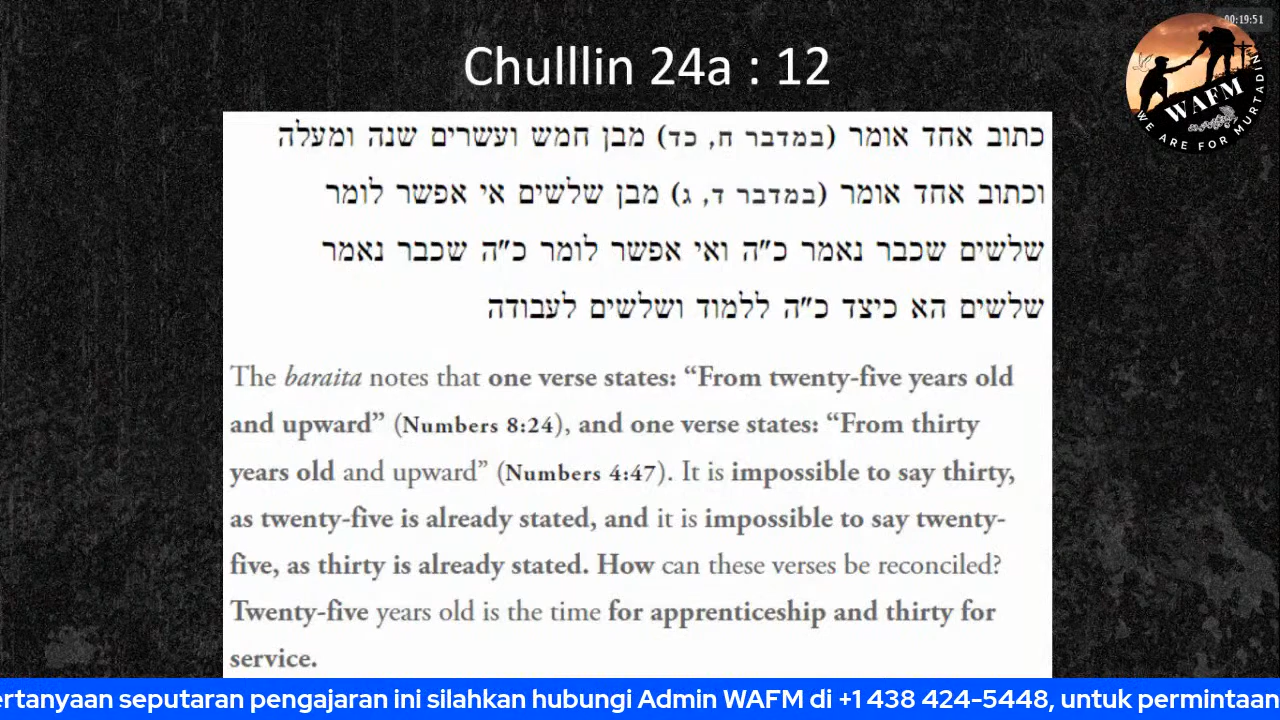 00:19:51
Chulllin 24a : 12
WAFM
WE ARE FOR MURTADIN
כתוב אחד אומר (במדבר ח, כד) מבן חמש ועשרים שנה ומעלה
וכתוב אחד אומר (במדבר ד, ג) מבן שלשים אי אפשר לומר
שלשים שכבר נאמר כ"ה ואי אפשר לומר כ"ה שכבר נאמר
שלשים הא כיצד כ"ה ללמוד ושלשים לעבודה
The baraita notes that one verse states: “From twenty-five years old
and upward” (Numbers 8:24), and one verse states: “From thirty
years old and upward” (Numbers 4:47). It is impossible to say thirty,
as twenty-five is already stated, and it is impossible to say twenty-
five, as thirty is already stated. How can these verses be reconciled?
Twenty-five years old is the time for apprenticeship and thirty for
service.
ertanyaan seputaran pengajaran ini silahkan hubungi Admin WAFM di +1 438 424-5448, untuk permintaan